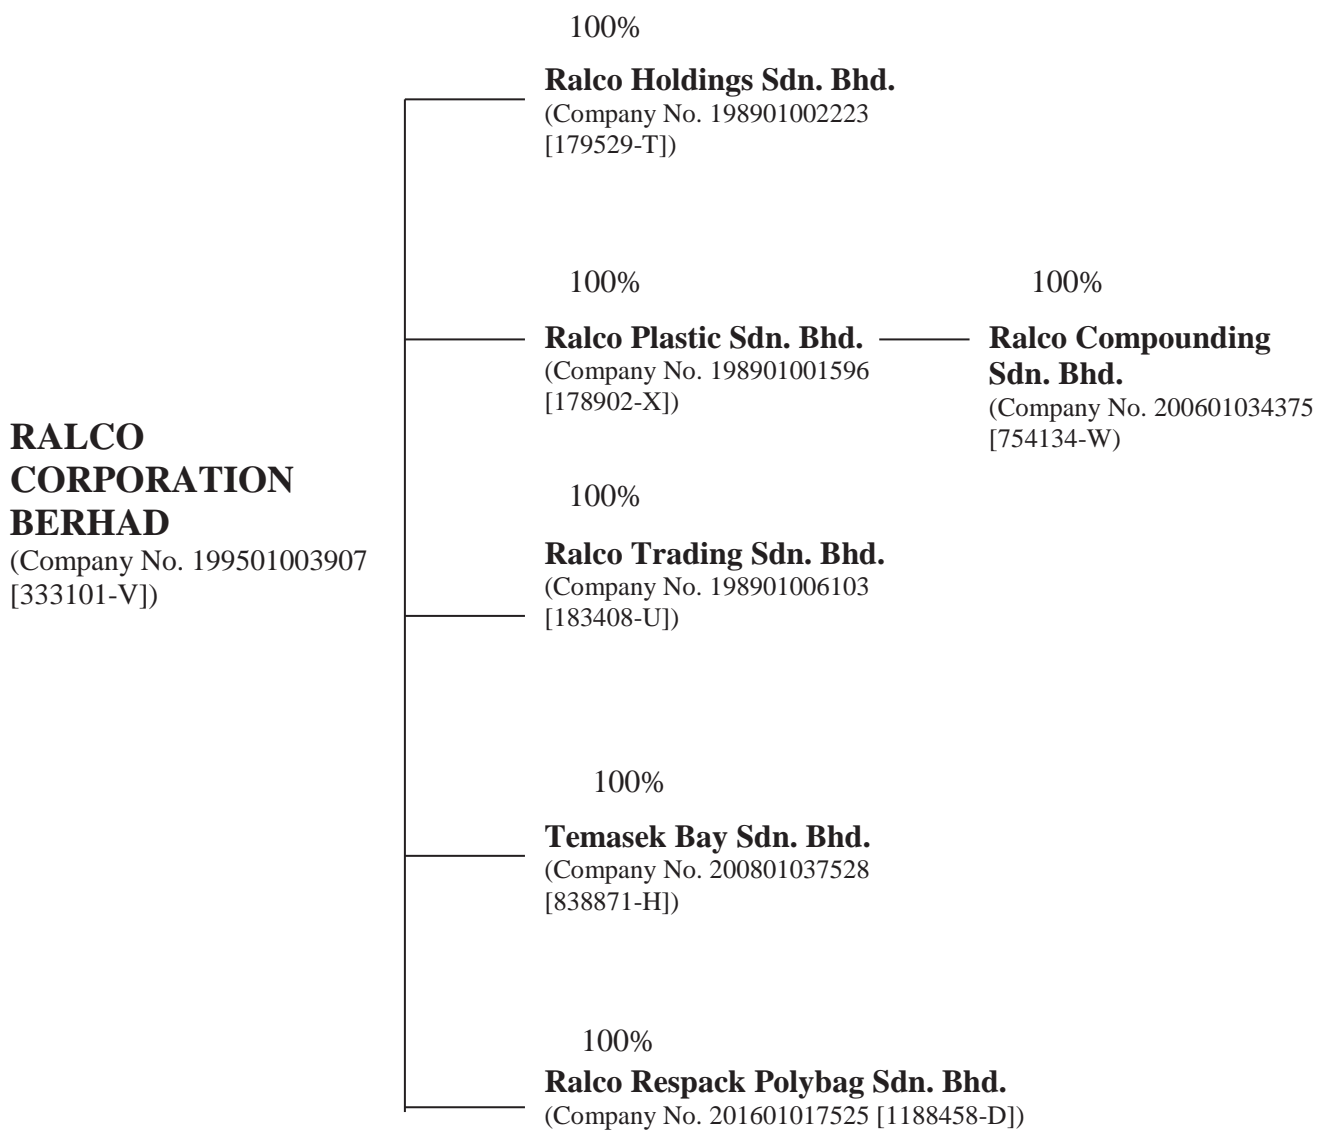 100%
Ralco Holdings Sdn. Bhd.
(Company No. 198901002223
[179529-T])
100%
Ralco Plastic Sdn. Bhd.
(Company No. 198901001596
[178902-X])
100%
Ralco Compounding
Sdn. Bhd.
(Company No. 200601034375
[754134-W)
RALCO
CORPORATION
BERHAD
(Company No. 199501003907
[333101-V])
100%
Ralco Trading Sdn. Bhd.
(Company No. 198901006103
[183408-U])
100%
Temasek Bay Sdn. Bhd.
(Company No. 200801037528
[838871-H])
100%
Ralco Respack Polybag Sdn. Bhd.
(Company No. 201601017525 [1188458-D])